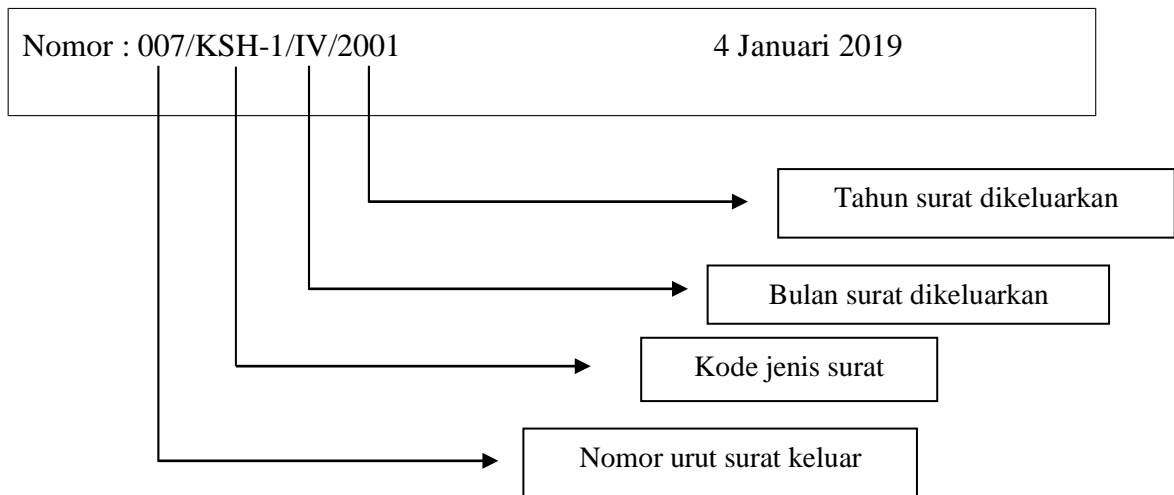 Nomor : 007/KSH-1/IV/2001 4 Januari 2019
Tahun surat dikeluarkan
Bulan surat dikeluarkan
Kode jenis surat
Nomor urut surat keluar